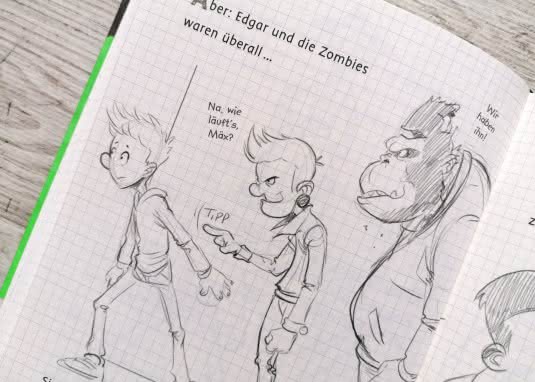 Aber: Edgar und die Zombies
waren überall ...
Na, wie
läuft's,
Mäx?
Wir
haben
ihn!
TIPP